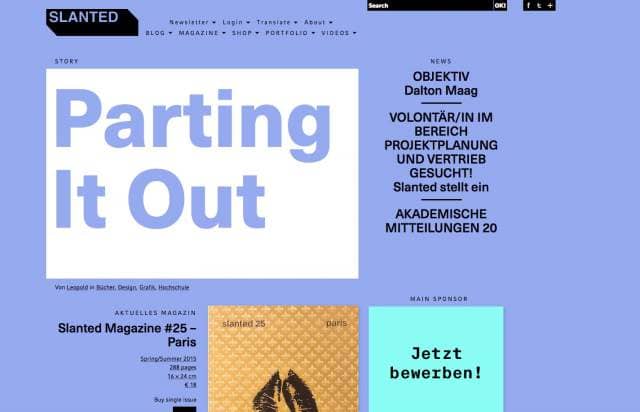 SLANTED
Newsletter Login Translate About
BLOG MAGAZINE SHOP PORTFOLIO VIDEOS
Search OK!
f t +
STORY
Parting
It Out
Von Leopold in Bücher, Design, Grafik, Hochschule
NEWS
OBJEKTIV
Dalton Maag
VOLONTÄR/IN IM
BEREICH
PROJEKTPLANUNG
UND VERTRIEB
GESUCHT!
Slanted stellt ein
AKADEMISCHE
MITTEILUNGEN 20
AKTUELLES MAGAZIN
Slanted Magazine #25 –
Paris
Spring/Summer 2015
288 pages
16 × 24 cm
€ 18
Buy single issue
slanted 25 paris
MAIN SPONSOR
Jetzt
bewerben!